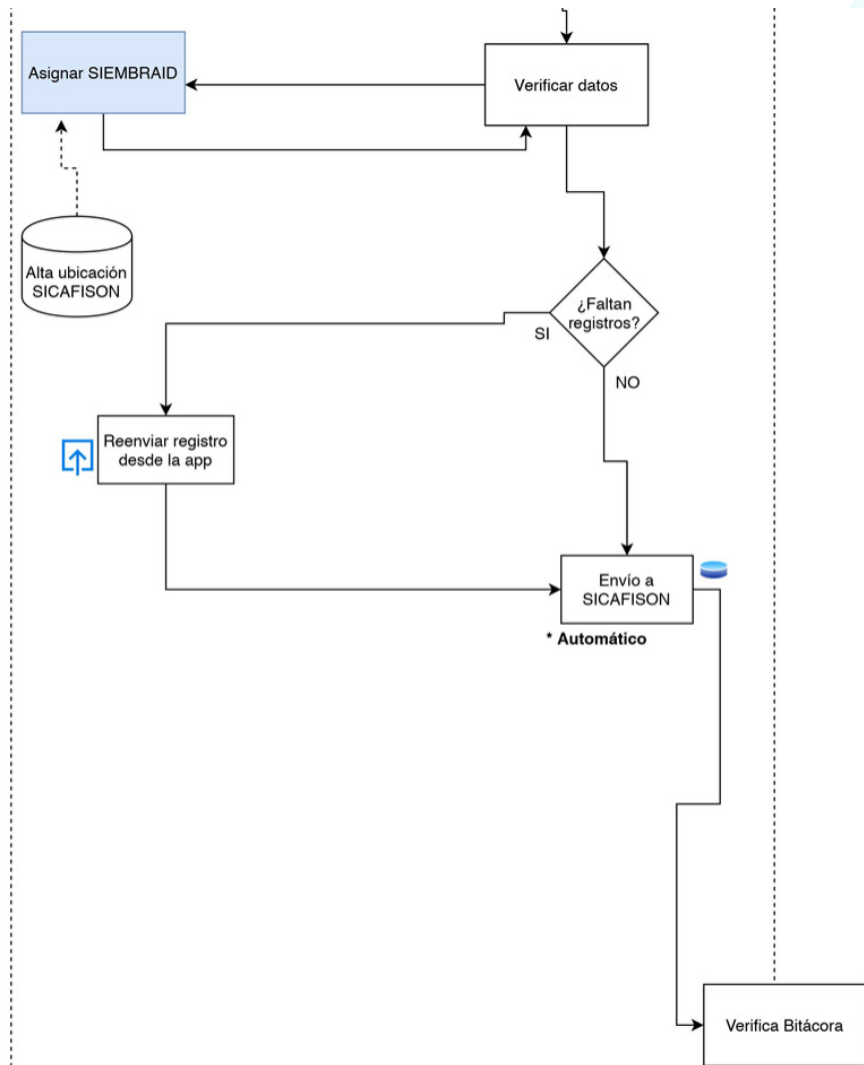 Asignar SIEMBRAID
Verificar datos
Alta ubicación
SICAFISON
¿Faltan
registros?
SI
NO
Reenviar registro
desde la app
Envío a
SICAFISON
* Automático
Verifica Bitácora